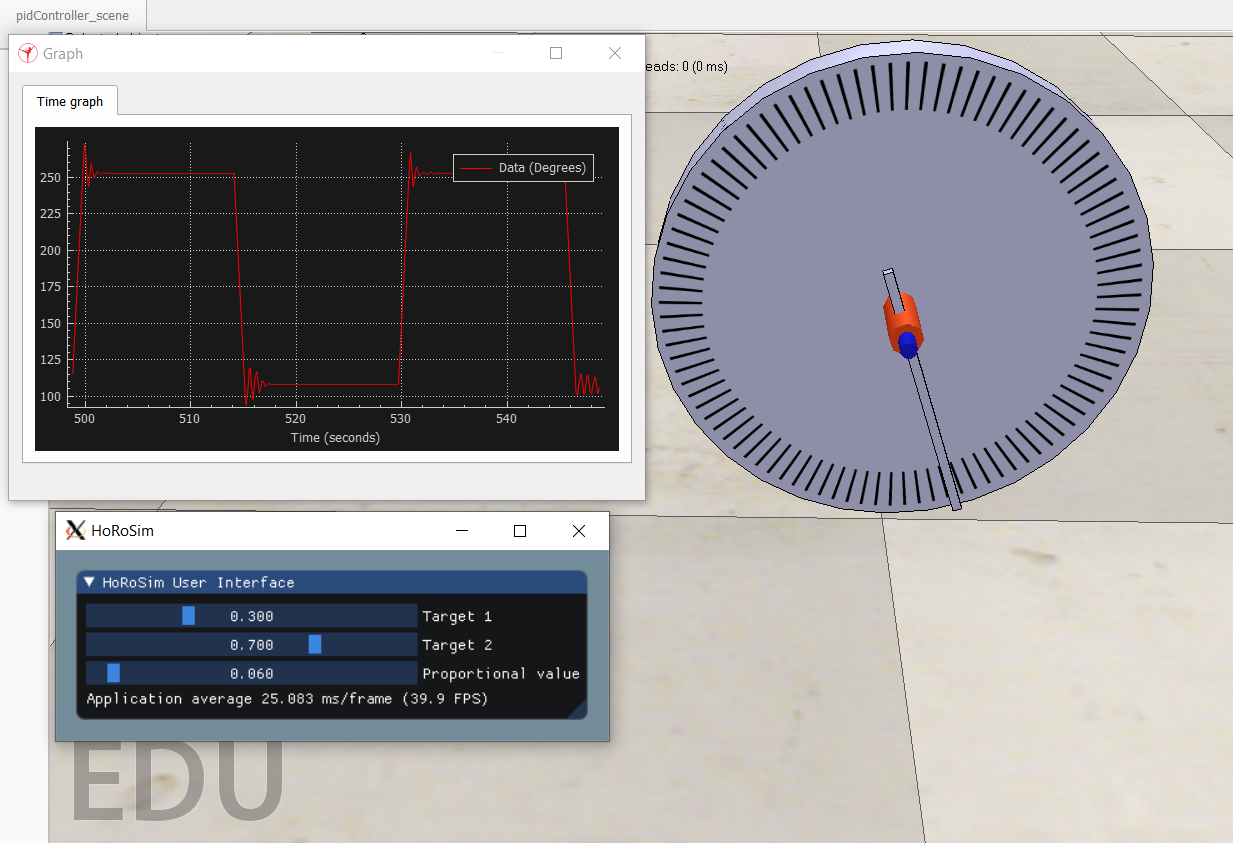 pidController_scene
Graph
eads: 0 (0 ms)
Time graph
Data (Degrees)
250
225
200
175
150
125
100
500
510
520
530
540
Time (seconds)
HoRoSim
HoRoSim User Interface
0.300 Target 1
0.700 Target 2
0.060 Proportional value
Application average 25.083 ms/frame (39.9 FPS)
EDU